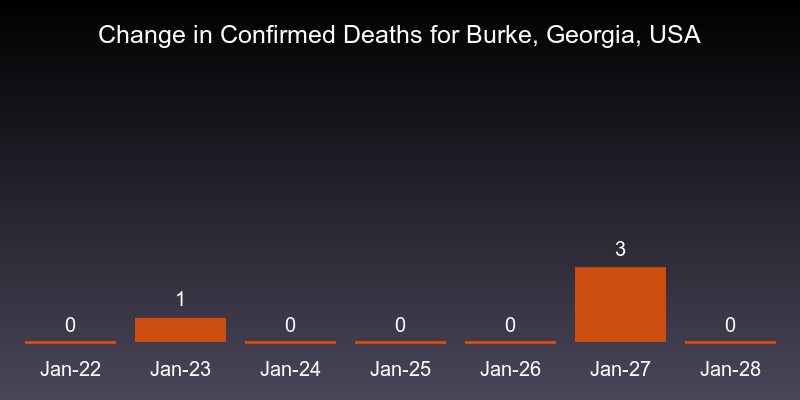 Change in Confirmed Deaths for Burke, Georgia, USA
3
1
0 0 0 0 0
Jan-22 Jan-23 Jan-24 Jan-25 Jan-26 Jan-27 Jan-28